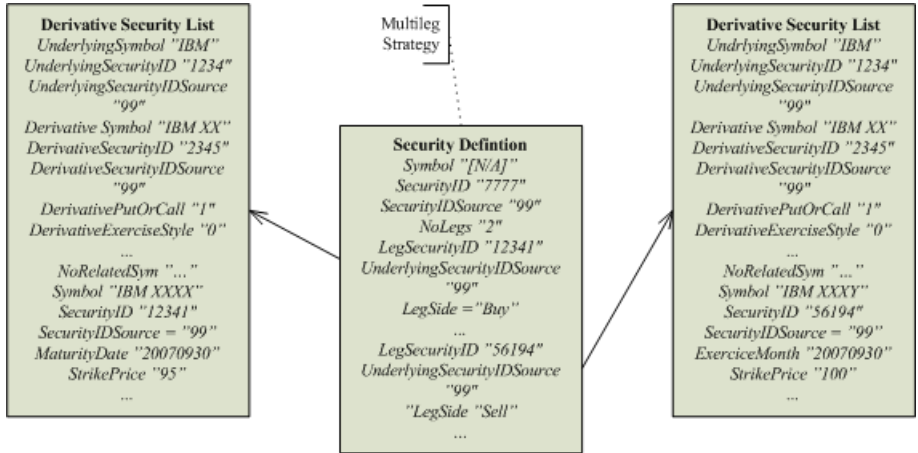 Derivative Security List
UnderlyingSymbol "IBM"
UnderlyingSecurityID "1234"
UnderlyingSecurityIDSource
"99"
Derivative Symbol "IBM XX"
DerivativeSecurityID "2345"
DerivativeSecurityIDSource
"99"
DerivativePutOrCall "1"
DerivativeExerciseStyle "0"
...
NoRelatedSym "..."
Symbol "IBM XXXX"
SecurityID "12341"
SecurityIDSource = "99"
MaturityDate "20070930"
StrikePrice "95"
...
Multileg
Strategy
Security Defintion
Symbol "[N/A]"
SecurityID "7777"
SecurityIDSource "99"
NoLegs "2"
LegSecurityID "12341"
UnderlyingSecurityIDSource
"99"
LegSide ="Buy"
...
LegSecurityID "56194"
UnderlyingSecurityIDSource
"99"
"LegSide "Sell"
...
Derivative Security List
UndrlyingSymbol "IBM"
UnderlyingSecurityID "1234"
UnderlyingSecurityIDSource
"99"
Derivative Symbol "IBM XX"
DerivativeSecurityID "2345"
DerivativeSecurityIDSource
"99"
DerivativePutOrCall "1"
DerivativeExerciseStyle "0"
...
NoRelatedSym "..."
Symbol "IBM XXXY"
SecurityID "56194"
SecurityIDSource = "99"
ExerciceMonth "20070930"
StrikePrice "100"
...